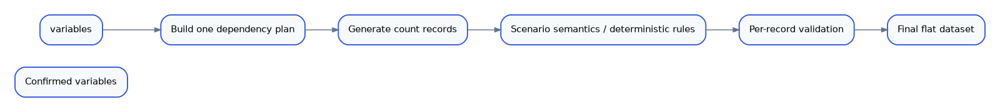 variables
Build one dependency plan
Generate count records
Scenario semantics / deterministic rules
Per-record validation
Final flat dataset
Confirmed variables